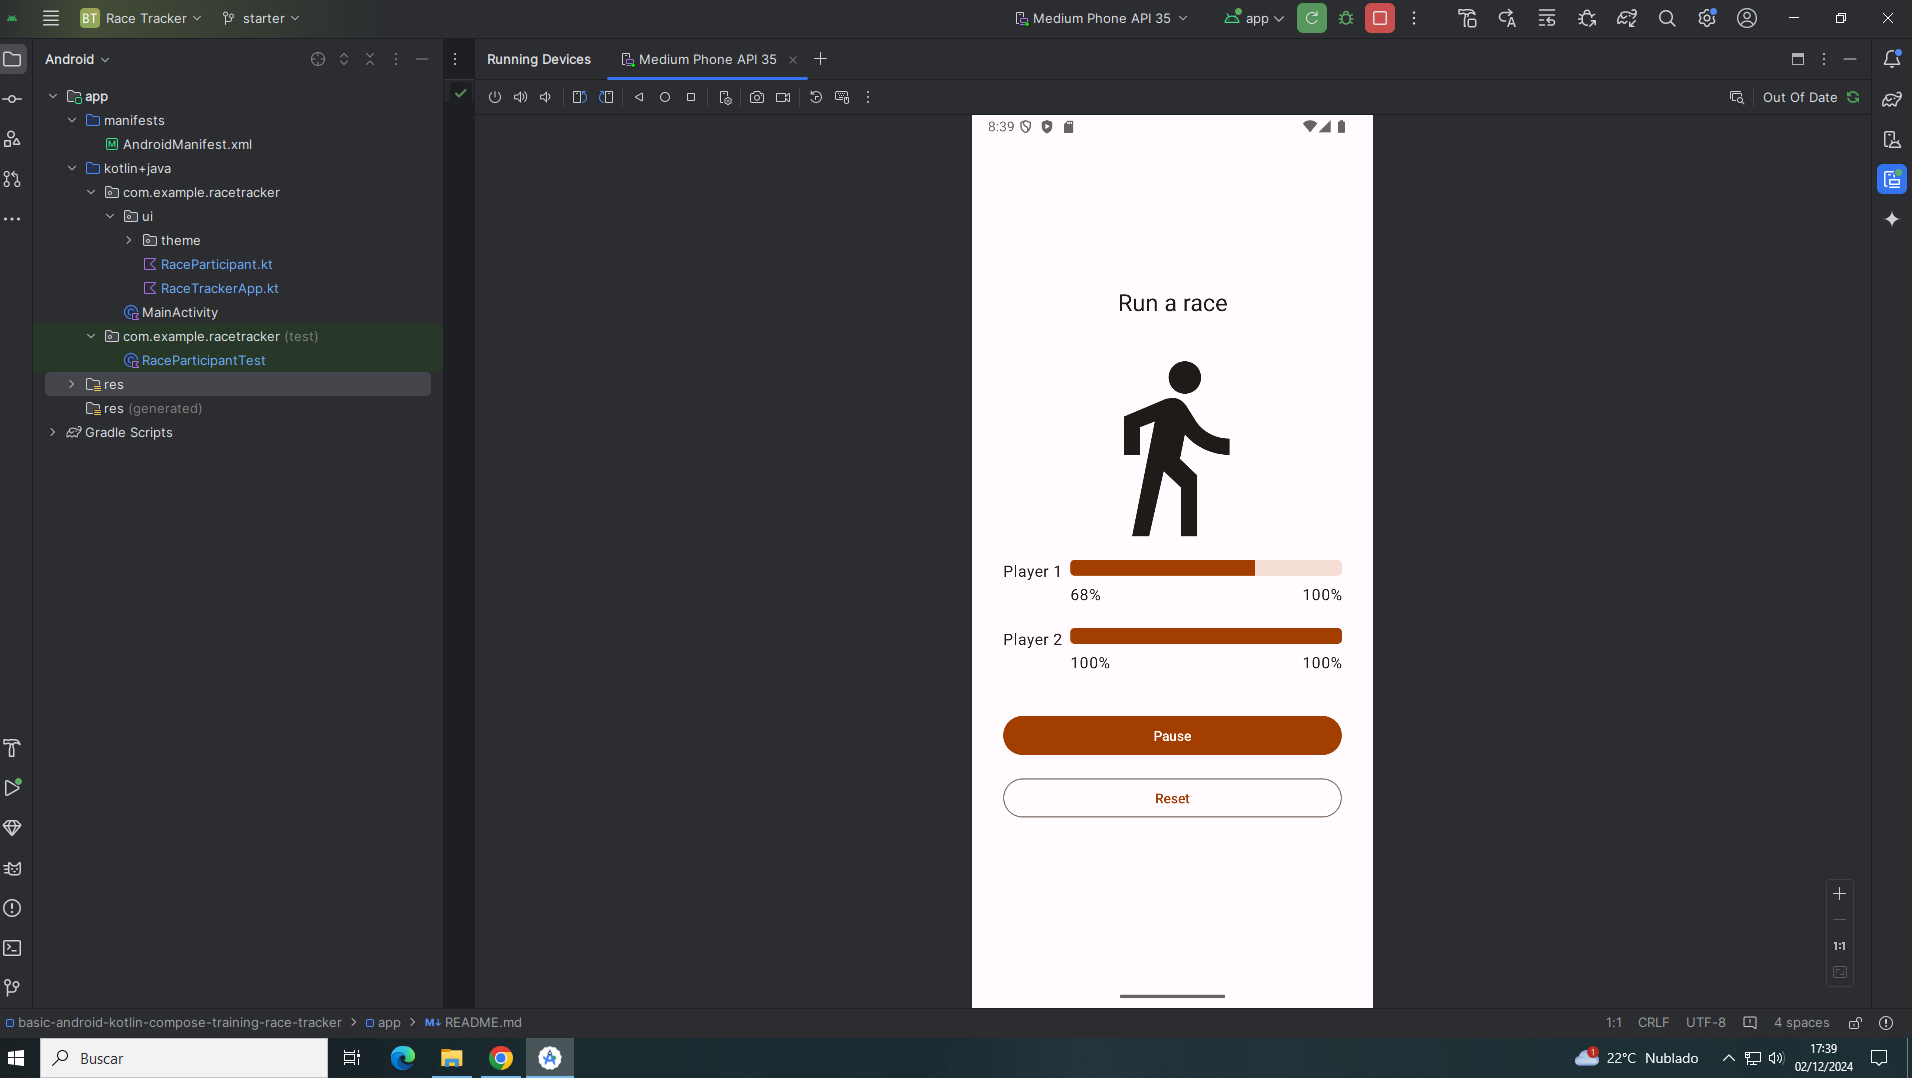 BT Race Tracker starter Medium Phone API 35 app
Android
Running Devices Medium Phone API 35
Out Of Date
app
manifests
AndroidManifest.xml
kotlin+java
com.example.racetracker
ui
theme
RaceParticipant.kt
RaceTrackerApp.kt
MainActivity
com.example.racetracker (test)
RaceParticipantTest
res
res (generated)
Gradle Scripts
8:39
Run a race
Player 1
68% 100%
Player 2
100% 100%
Pause
Reset
1:1
basic-android-kotlin-compose-training-race-tracker app M↓ README.md
1:1 CRLF UTF-8 4 spaces
Buscar
1 22°C Nublado
17:39
02/12/2024